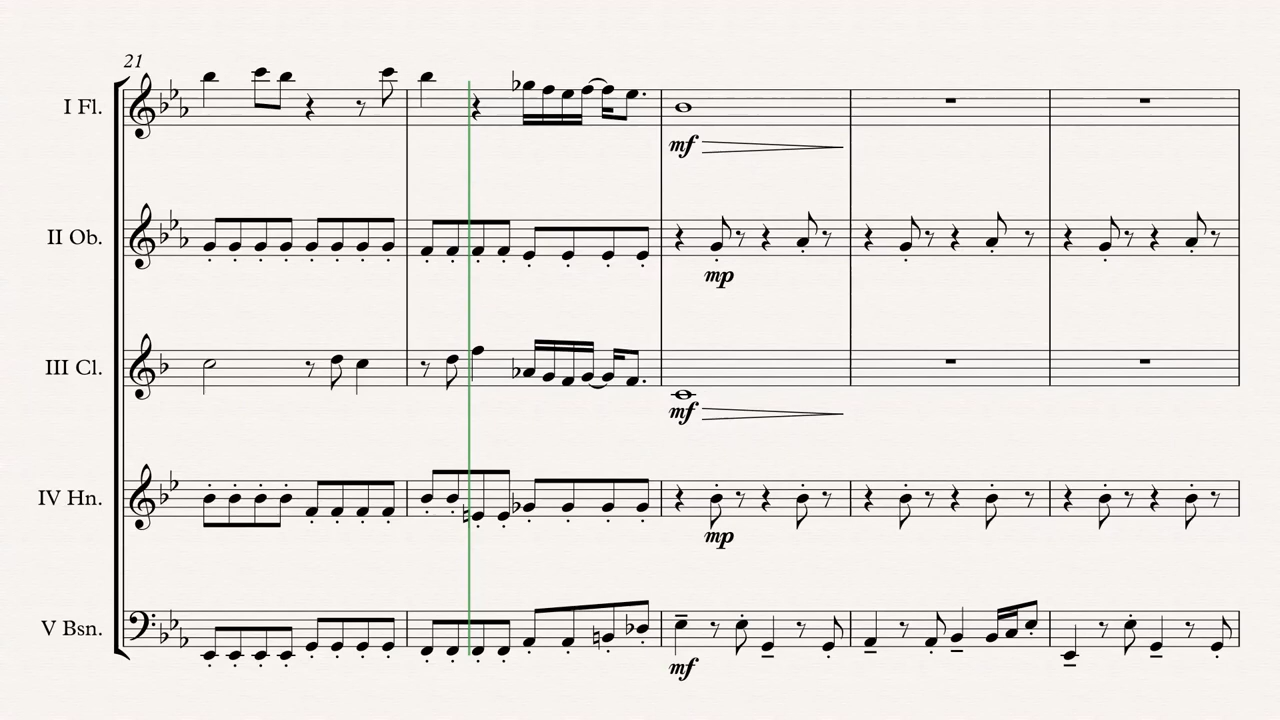 21
I Fl.
mf
II Ob.
mp
III Cl.
mf
IV Hn.
mp
V Bsn.
mf